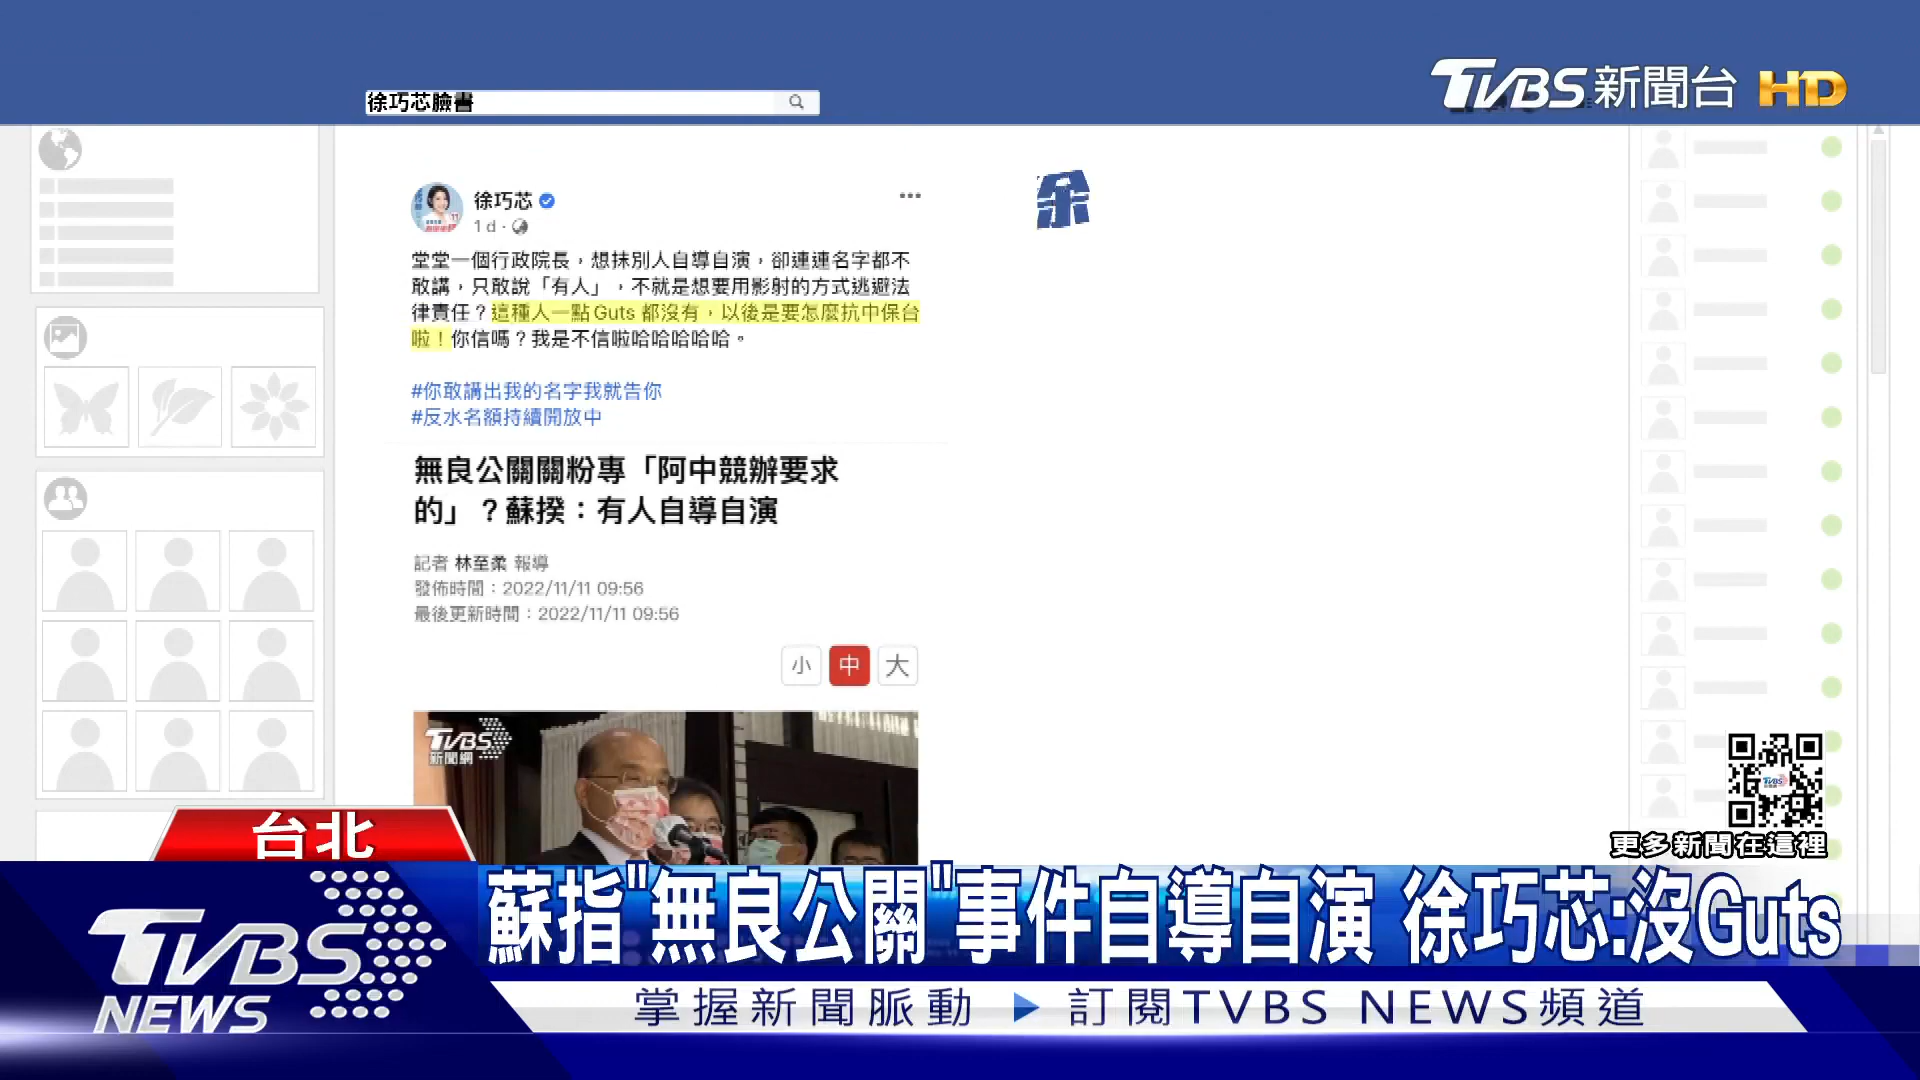 TVBS新聞台 HD
徐巧芯臉書
徐巧芯
1 d
堂堂一個行政院長，想抹別人自導自演，卻連連名字都不
敢講，只敢說「有人」，不就是想要用影射的方式逃避法
律責任？這種人一點Guts 都沒有，以後是要怎麼抗中保台
啦！你信嗎？我是不信啦哈哈哈哈哈。
#你敢講出我的名字我就告你
#反水名額持續開放中
無良公關關粉專「阿中競辦要求
的」？蘇揆：有人自導自演
記者 林至柔 報導
發佈時間：2022/11/11 09:56
最後更新時間：2022/11/11 09:56
小 中 大
TVBS
新聞網
更多新聞在這裡
台北
蘇指"無良公關"事件自導自演 徐巧芯:沒Guts
TVBS
NEWS
掌握新聞脈動 ▶ 訂閱TVBS NEWS頻道